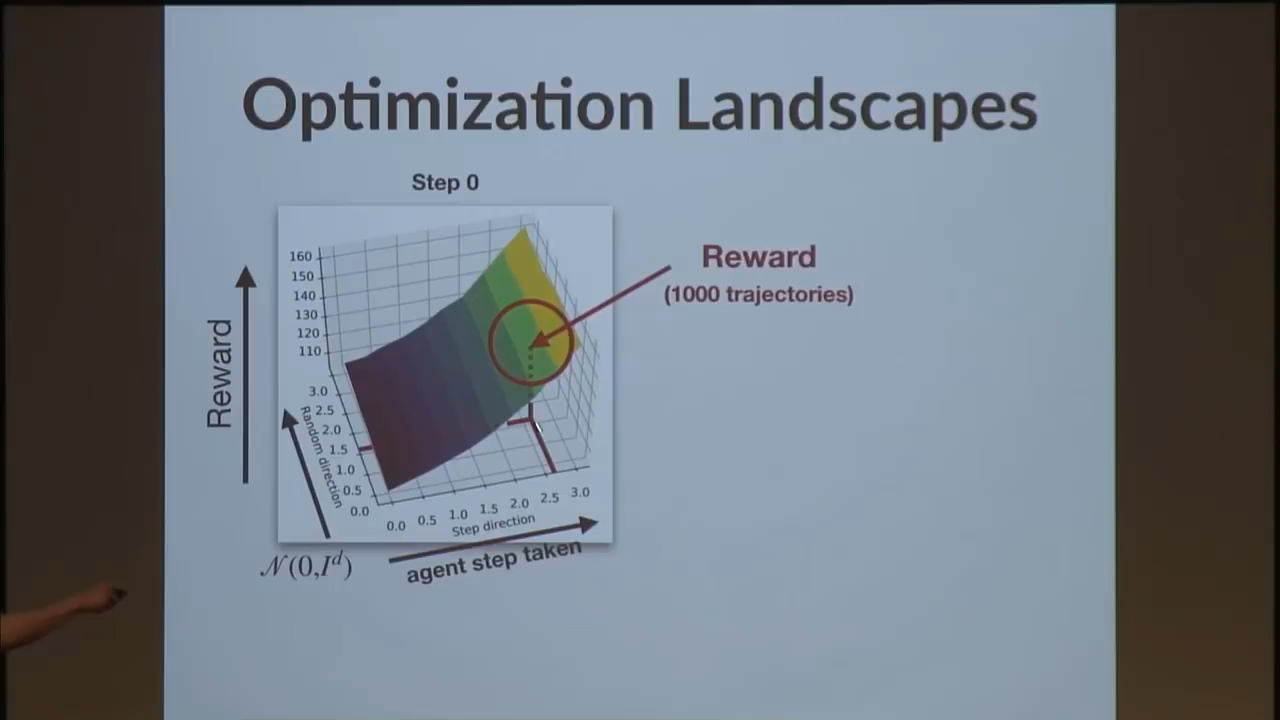 Optimization Landscapes
Step 0
Reward
(1000 trajectories)
Reward
160
150
140
130
120
110
3.0
2.5
2.0
1.5
1.0
0.5
0.0
Random direction
0.0 0.5 1.0 1.5 2.0 2.5 3.0
Step direction
agent step taken
𝒩(0,Iᵈ)